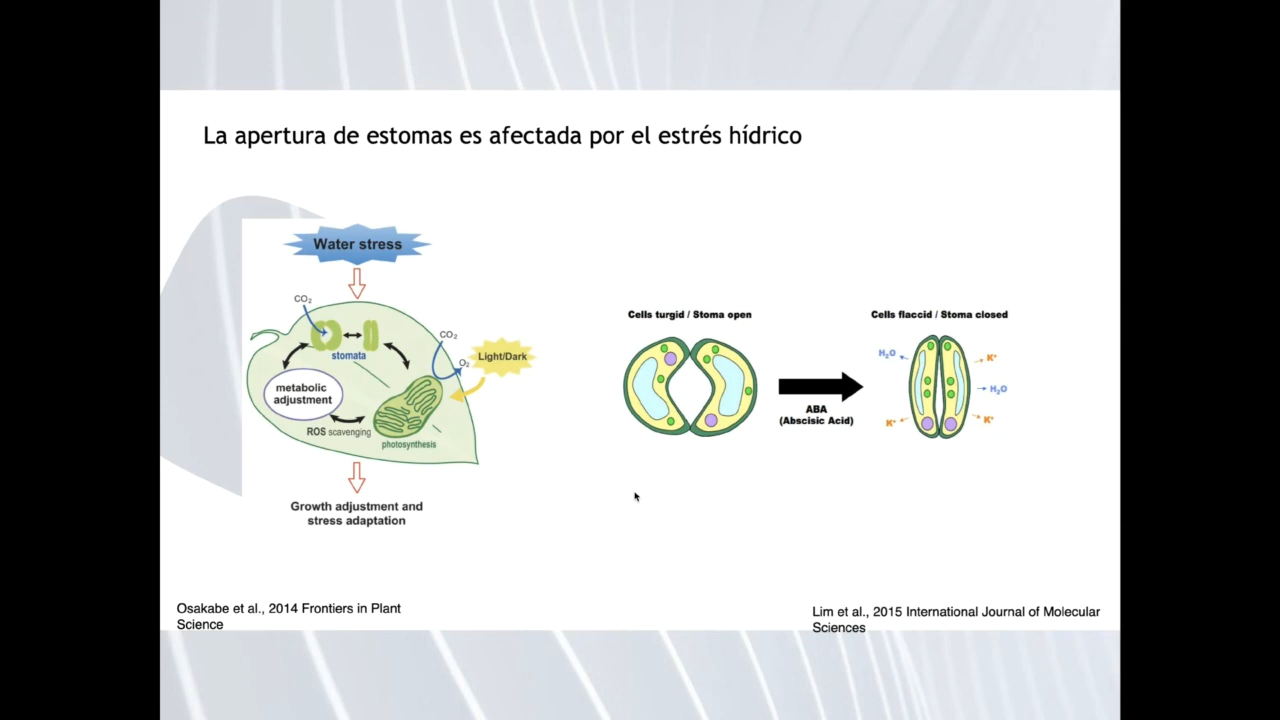 La apertura de estomas es afectada por el estrés hídrico
Water stress
CO₂
stomata
CO₂
O₂
Light/Dark
metabolic
adjustment
ROS scavenging
photosynthesis
Growth adjustment and
stress adaptation
Cells turgid / Stoma open
ABA
(Abscisic Acid)
Cells flaccid / Stoma closed
H₂O
K⁺
H₂O
K⁺
K⁺
Osakabe et al., 2014 Frontiers in Plant
Science
Lim et al., 2015 International Journal of Molecular
Sciences